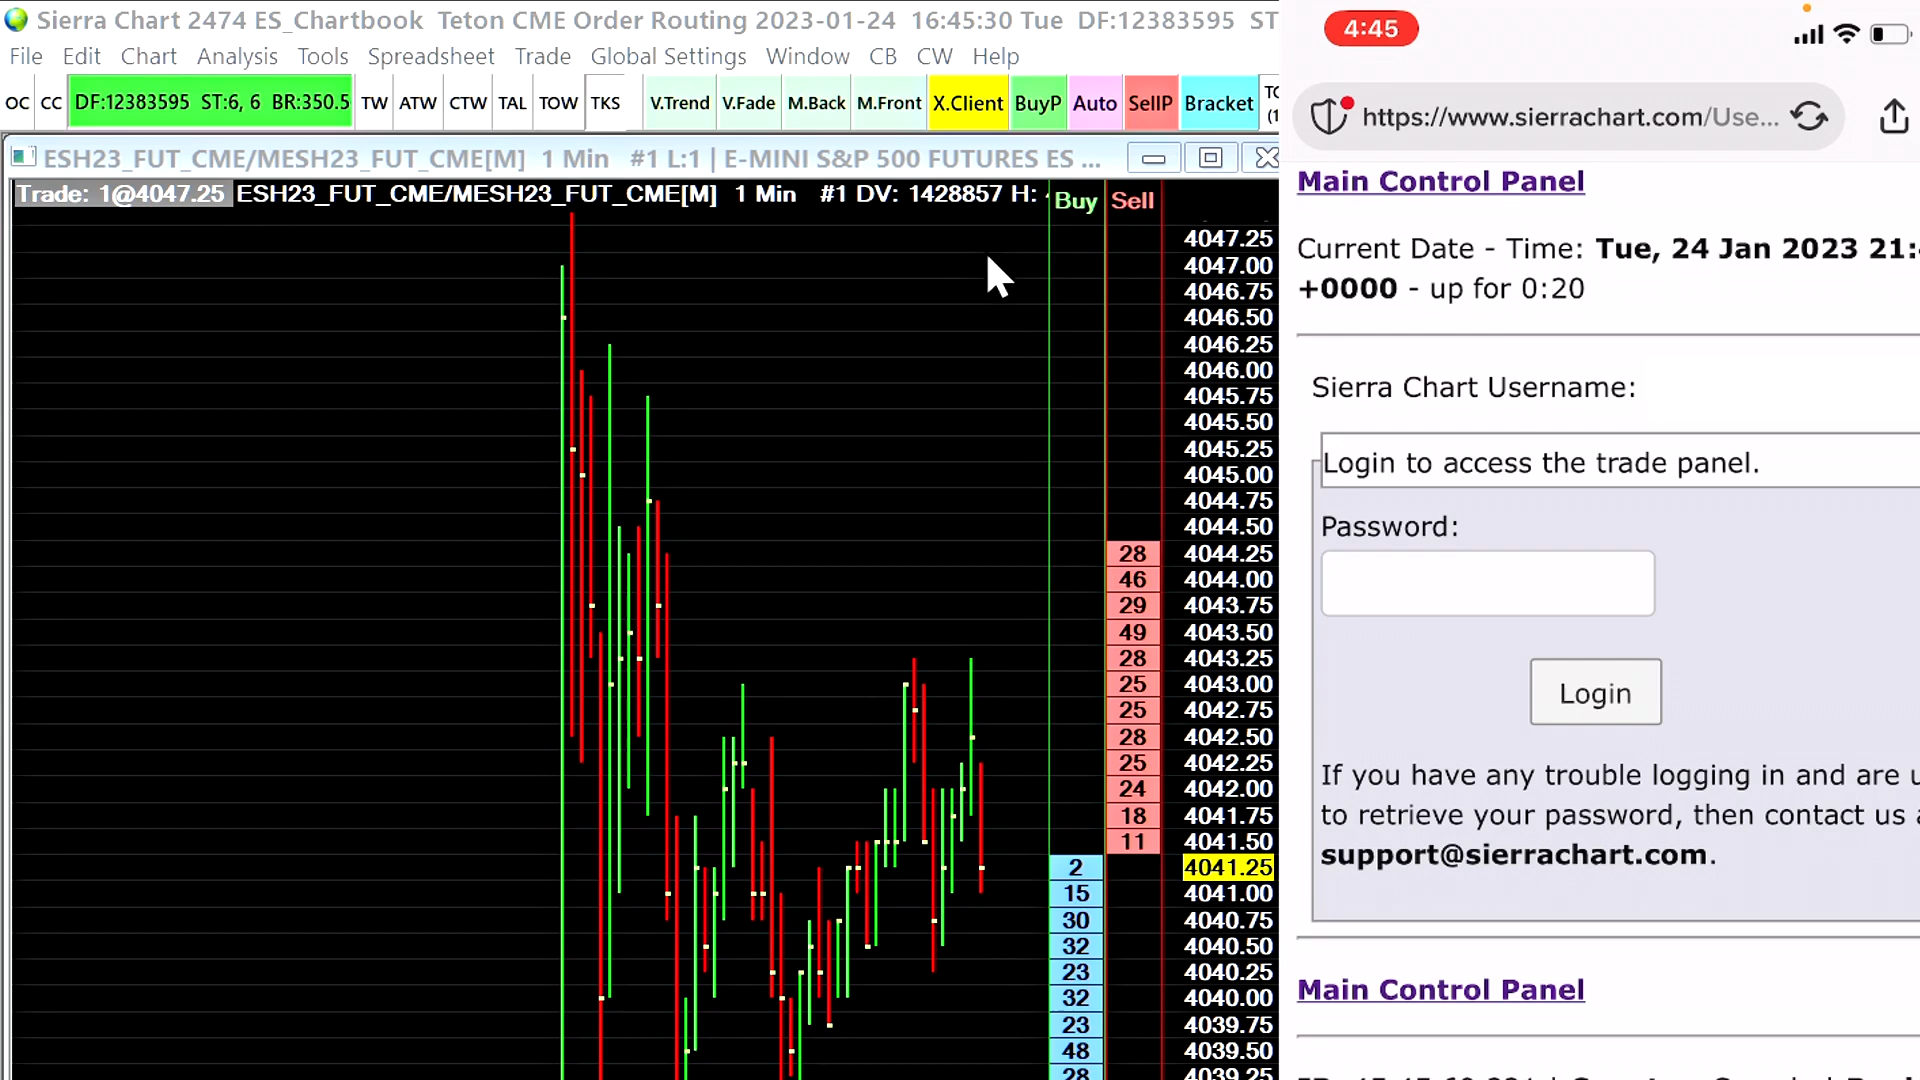 Sierra Chart 2474 ES_Chartbook  Teton CME Order Routing 2023-01-24  16:45:30 Tue  DF:12383595  ST
File Edit Chart Analysis Tools Spreadsheet Trade Global Settings Window CB CW Help
OC CC DF:12383595  ST:6, 6  BR:350.5 TW ATW CTW TAL TOW TKS V.Trend V.Fade M.Back M.Front X.Client BuyP Auto SellP Bracket
ESH23_FUT_CME/MESH23_FUT_CME[M]  1 Min  #1 L:1 | E-MINI S&P 500 FUTURES ES ...
Trade: 1@4047.25 ESH23_FUT_CME/MESH23_FUT_CME[M]  1 Min  #1 DV: 1428857 H:
Buy Sell
4047.25
4047.00
4046.75
4046.50
4046.25
4046.00
4045.75
4045.50
4045.25
4045.00
4044.75
4044.50
28 4044.25
46 4044.00
29 4043.75
49 4043.50
28 4043.25
25 4043.00
25 4042.75
28 4042.50
25 4042.25
24 4042.00
18 4041.75
11 4041.50
2 4041.25
15 4041.00
30 4040.75
32 4040.50
23 4040.25
32 4040.00
23 4039.75
48 4039.50
28 4039.25
4:45
https://www.sierrachart.com/Use...
Main Control Panel
Current Date - Time: Tue, 24 Jan 2023 21:
+0000 - up for 0:20
Sierra Chart Username:
Login to access the trade panel.
Password:
Login
If you have any trouble logging in and are
to retrieve your password, then contact us
support@sierrachart.com.
Main Control Panel